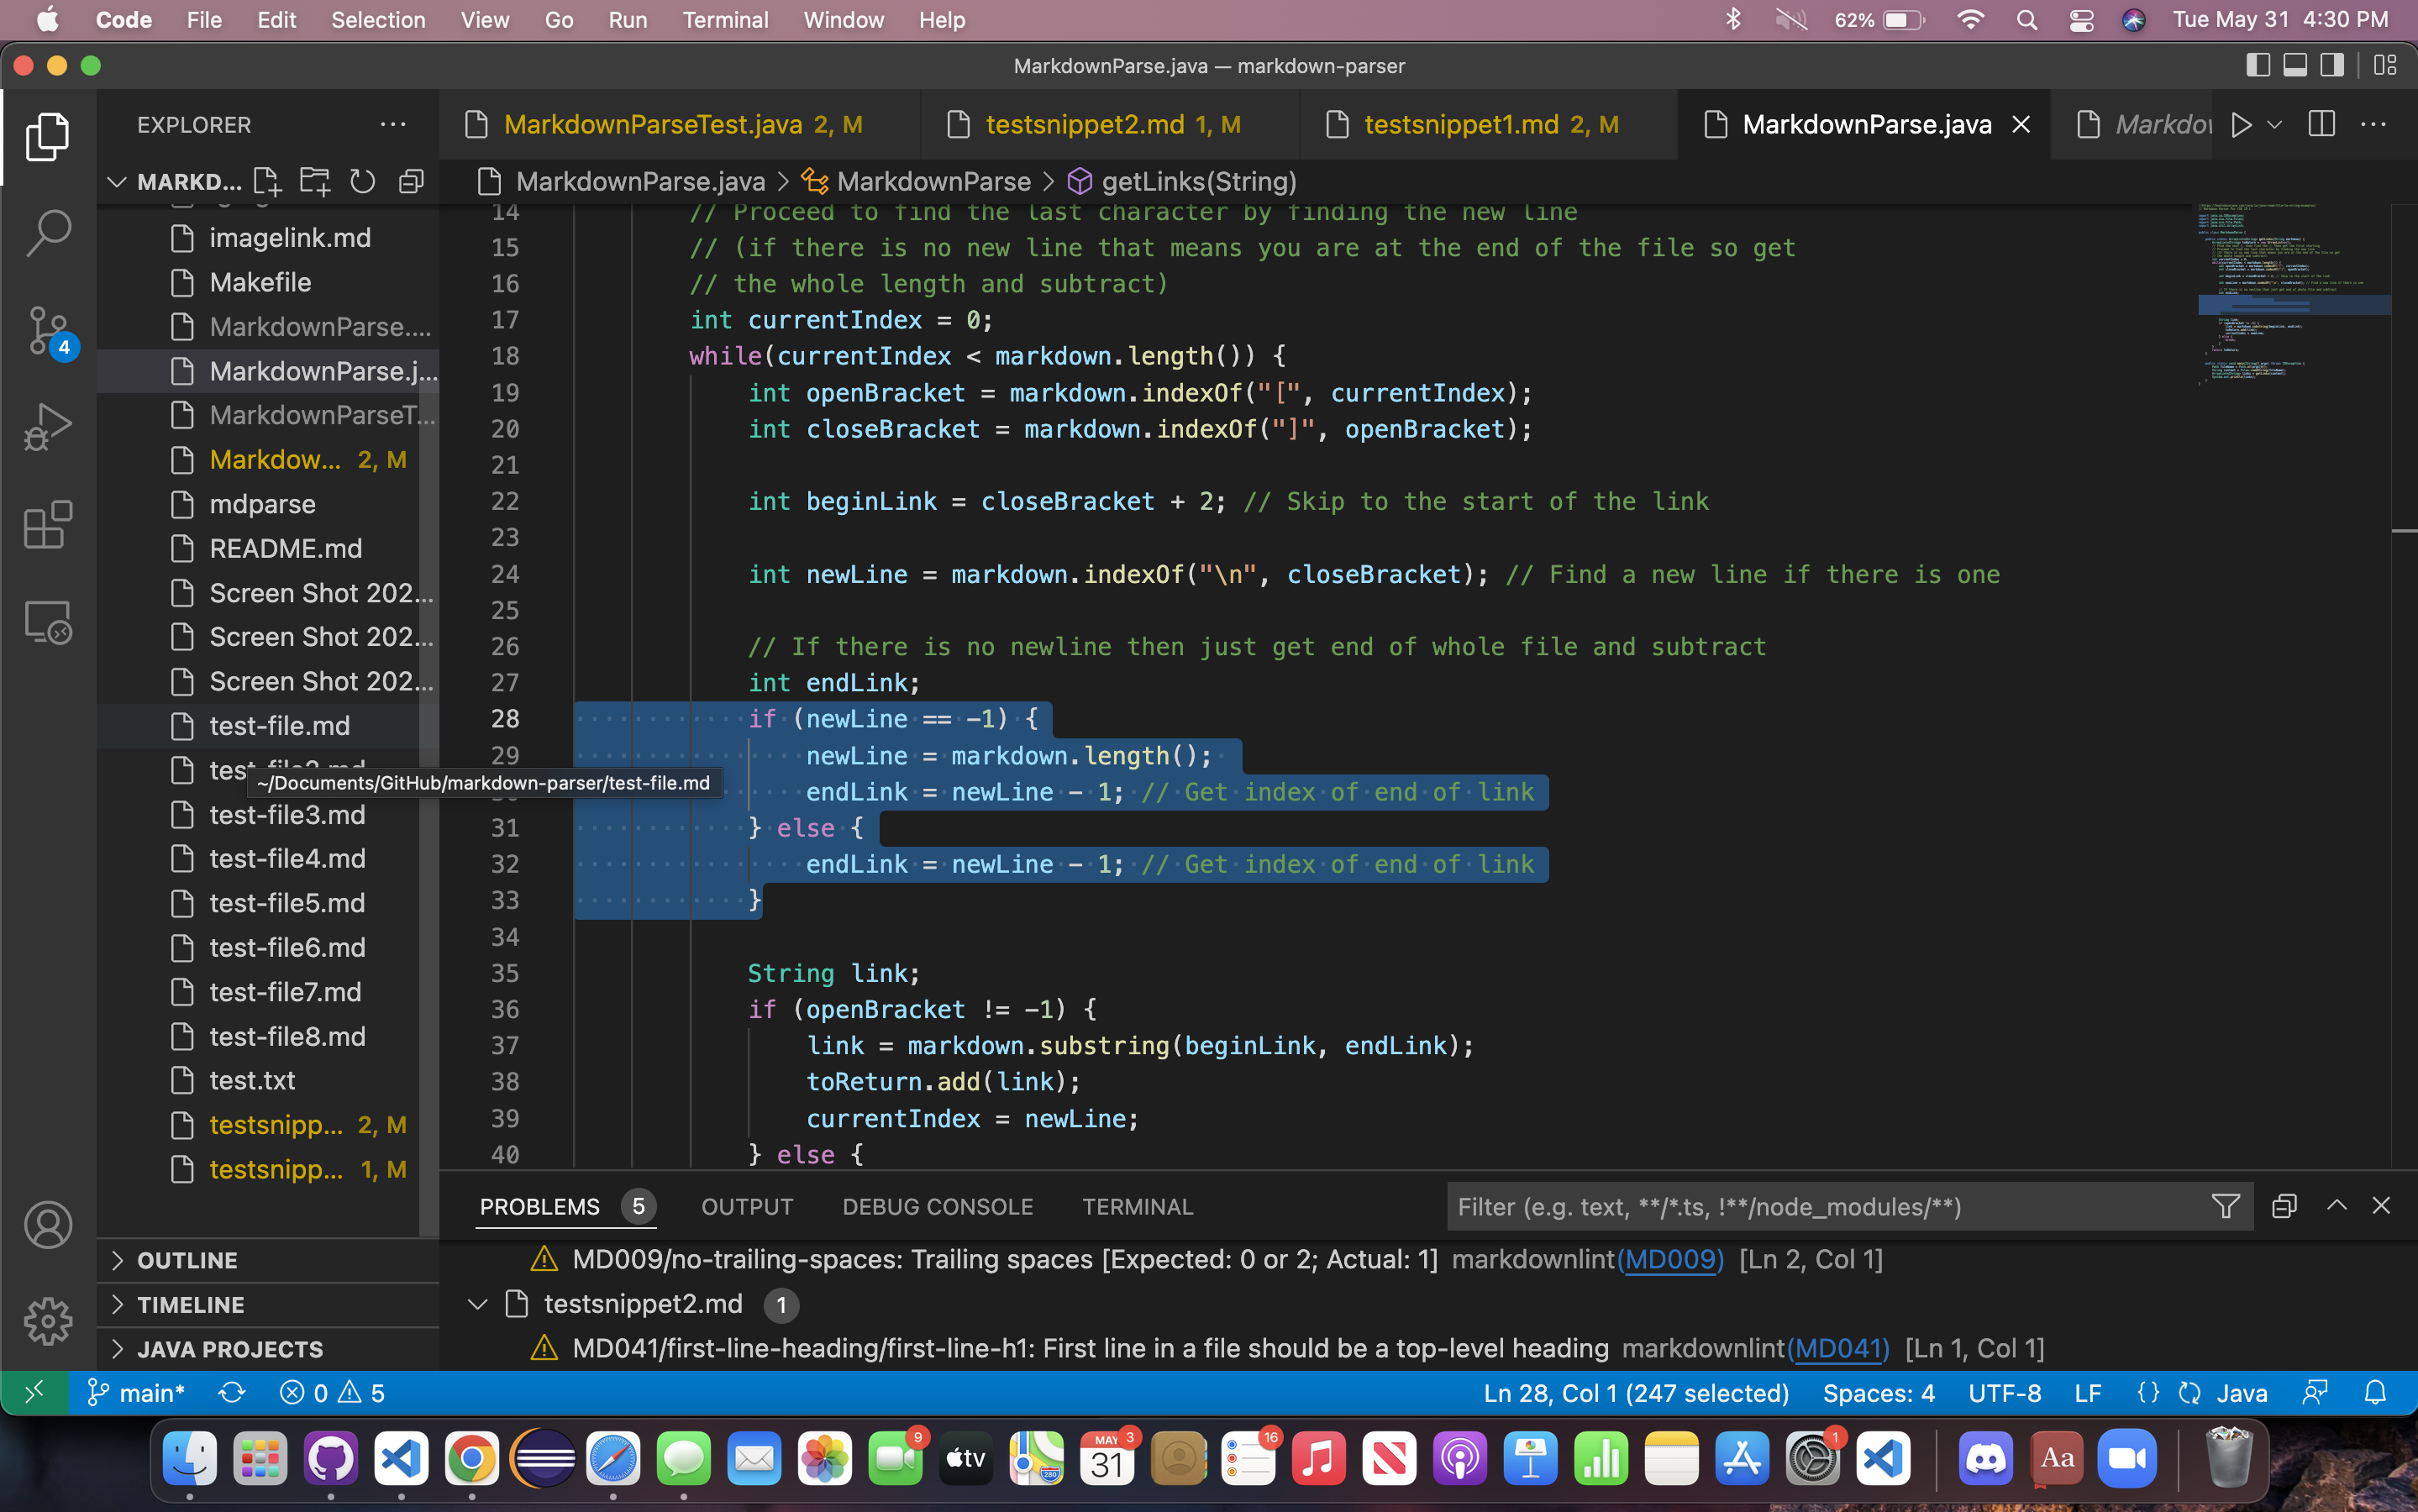 Code File Edit Selection View Go Run Terminal Window Help 62% Tue May 31 4:30 PM
MarkdownParse.java — markdown-parser
EXPLORER ...
MarkdownParseTest.java 2, M testsnippet2.md 1, M testsnippet1.md 2, M MarkdownParse.java
MARKD...
MarkdownParse.java > MarkdownParse > getLinks(String)
imagelink.md
Makefile
MarkdownParse....
MarkdownParse.j...
MarkdownParseT...
Markdow... 2, M
mdparse
README.md
Screen Shot 202...
Screen Shot 202...
Screen Shot 202...
test-file.md
~/Documents/GitHub/markdown-parser/test-file.md
test-file3.md
test-file4.md
test-file5.md
test-file6.md
test-file7.md
test-file8.md
test.txt
testsnipp... 2, M
testsnipp... 1, M
OUTLINE
TIMELINE
JAVA PROJECTS
4
14 // Proceed to find the last character by finding the new line
15 // (if there is no new line that means you are at the end of the file so get
16 // the whole length and subtract)
17 int currentIndex = 0;
18 while(currentIndex < markdown.length()) {
19 int openBracket = markdown.indexOf("[", currentIndex);
20 int closeBracket = markdown.indexOf("]", openBracket);
21
22 int beginLink = closeBracket + 2; // Skip to the start of the link
23
24 int newLine = markdown.indexOf("\n", closeBracket); // Find a new line if there is one
25
26 // If there is no newline then just get end of whole file and subtract
27 int endLink;
28 if (newLine == -1) {
29 newLine = markdown.length();
endLink = newLine - 1; // Get index of end of link
31 } else {
32 endLink = newLine - 1; // Get index of end of link
33 }
34
35 String link;
36 if (openBracket != -1) {
37 link = markdown.substring(beginLink, endLink);
38 toReturn.add(link);
39 currentIndex = newLine;
40 } else {
PROBLEMS 5 OUTPUT DEBUG CONSOLE TERMINAL Filter (e.g. text, **/*.ts, !**/node_modules/**)
MD009/no-trailing-spaces: Trailing spaces [Expected: 0 or 2; Actual: 1] markdownlint(MD009) [Ln 2, Col 1]
testsnippet2.md 1
MD041/first-line-heading/first-line-h1: First line in a file should be a top-level heading markdownlint(MD041) [Ln 1, Col 1]
main* 0 5 Ln 28, Col 1 (247 selected) Spaces: 4 UTF-8 LF {} Java
9 tv 280 MAY 31 3 16 1 Aa